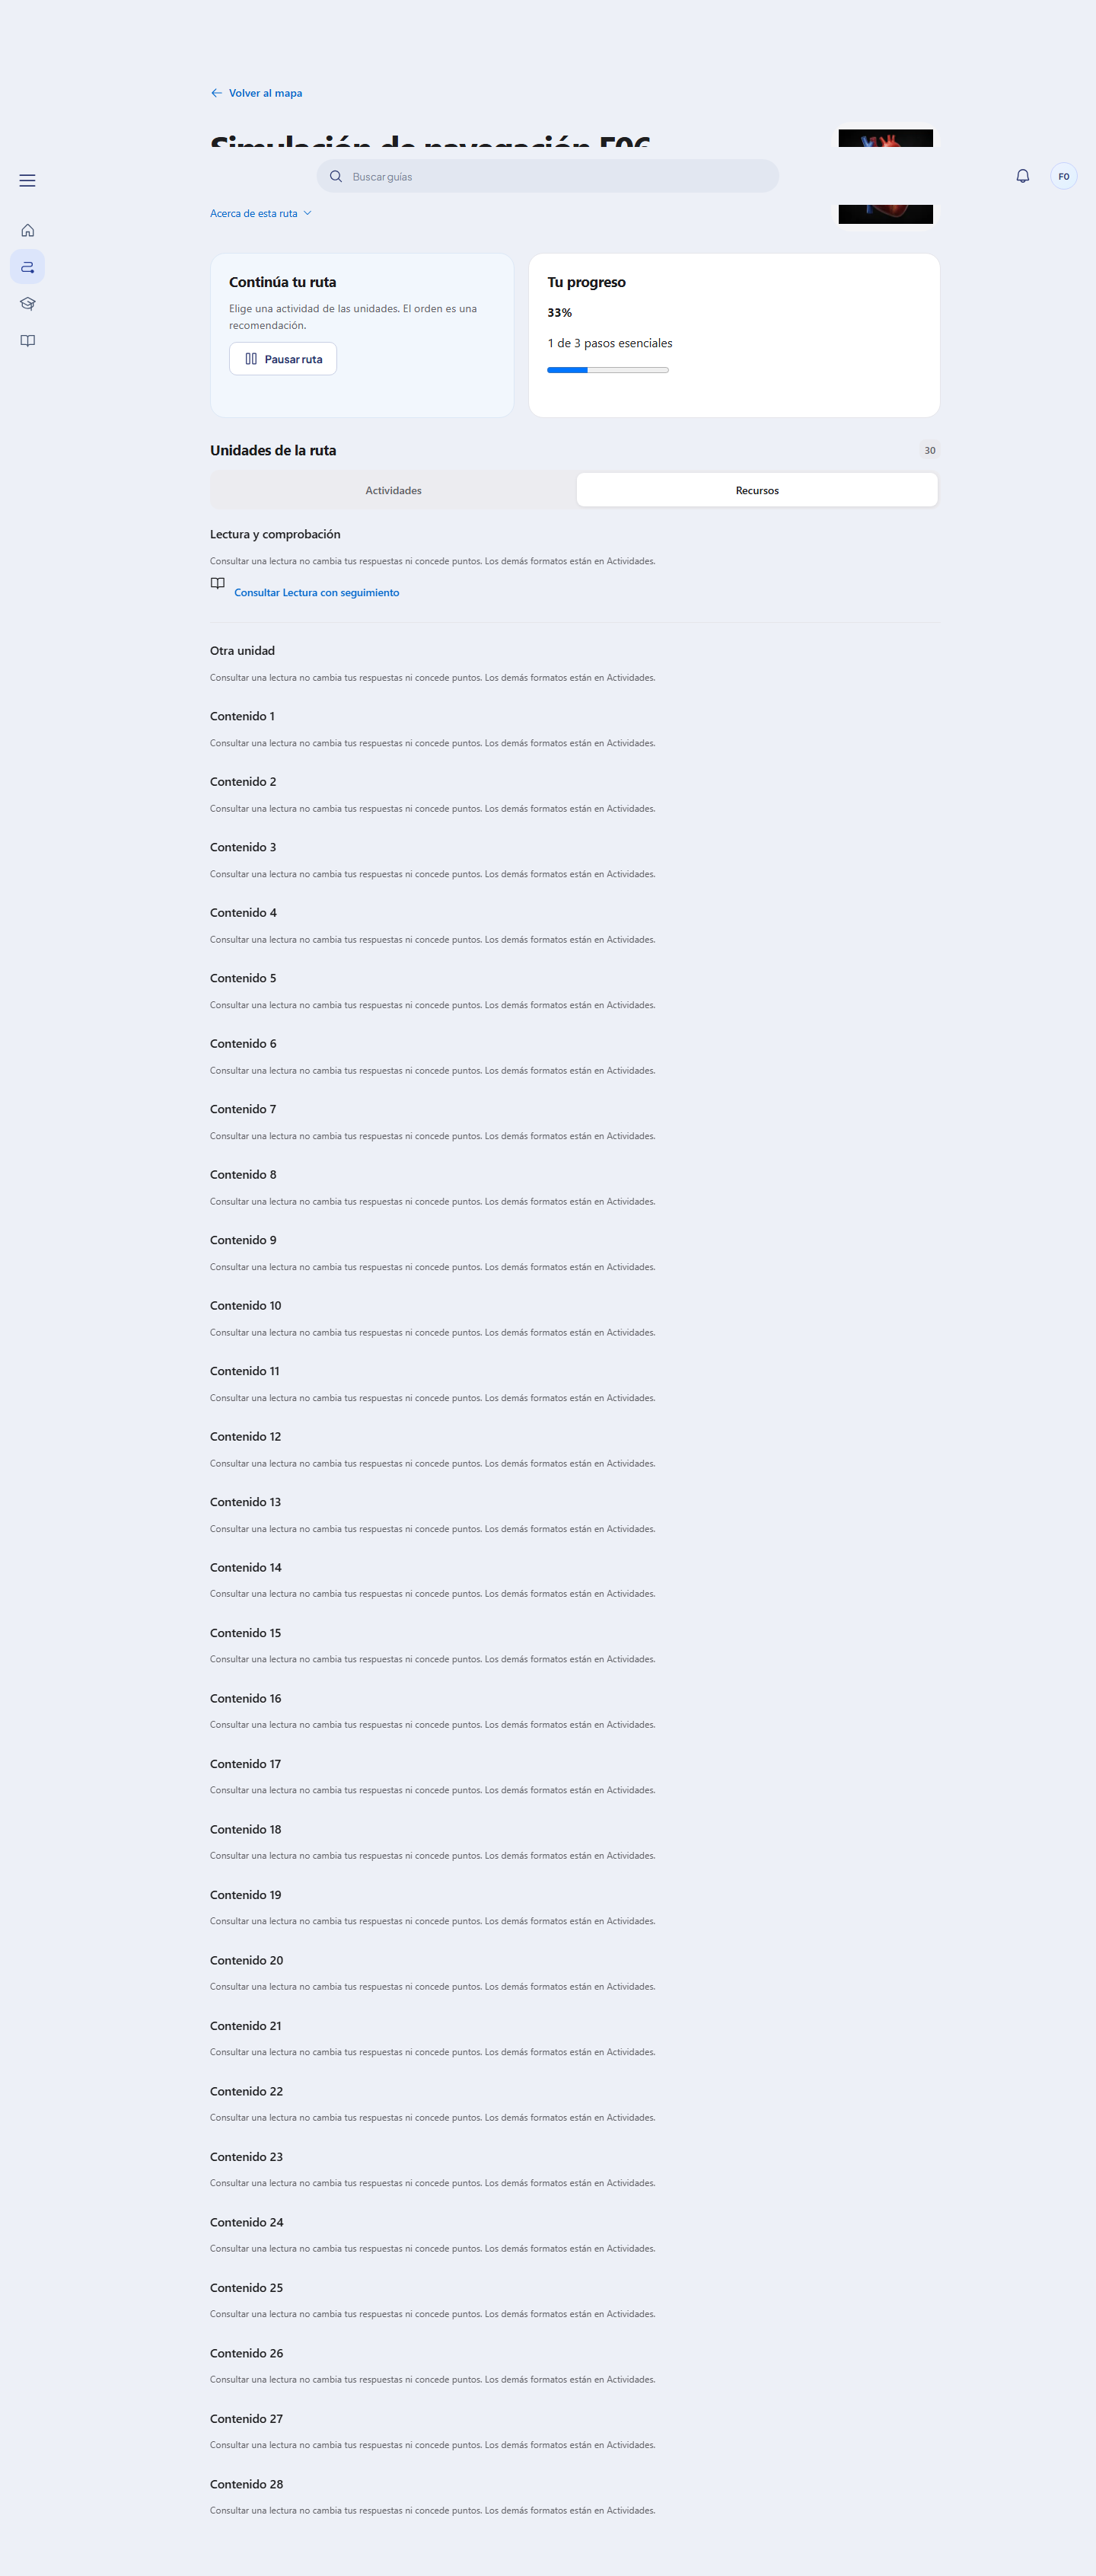 Volver al mapa
Simulación de navegación F06
Buscar guías
F0
Acerca de esta ruta
Continúa tu ruta
Elige una actividad de las unidades. El orden es una
recomendación.
Pausar ruta
Tu progreso
33%
1 de 3 pasos esenciales
Unidades de la ruta
30
Actividades
Recursos
Lectura y comprobación
Consultar una lectura no cambia tus respuestas ni concede puntos. Los demás formatos están en Actividades.
Consultar Lectura con seguimiento
Otra unidad
Consultar una lectura no cambia tus respuestas ni concede puntos. Los demás formatos están en Actividades.
Contenido 1
Consultar una lectura no cambia tus respuestas ni concede puntos. Los demás formatos están en Actividades.
Contenido 2
Consultar una lectura no cambia tus respuestas ni concede puntos. Los demás formatos están en Actividades.
Contenido 3
Consultar una lectura no cambia tus respuestas ni concede puntos. Los demás formatos están en Actividades.
Contenido 4
Consultar una lectura no cambia tus respuestas ni concede puntos. Los demás formatos están en Actividades.
Contenido 5
Consultar una lectura no cambia tus respuestas ni concede puntos. Los demás formatos están en Actividades.
Contenido 6
Consultar una lectura no cambia tus respuestas ni concede puntos. Los demás formatos están en Actividades.
Contenido 7
Consultar una lectura no cambia tus respuestas ni concede puntos. Los demás formatos están en Actividades.
Contenido 8
Consultar una lectura no cambia tus respuestas ni concede puntos. Los demás formatos están en Actividades.
Contenido 9
Consultar una lectura no cambia tus respuestas ni concede puntos. Los demás formatos están en Actividades.
Contenido 10
Consultar una lectura no cambia tus respuestas ni concede puntos. Los demás formatos están en Actividades.
Contenido 11
Consultar una lectura no cambia tus respuestas ni concede puntos. Los demás formatos están en Actividades.
Contenido 12
Consultar una lectura no cambia tus respuestas ni concede puntos. Los demás formatos están en Actividades.
Contenido 13
Consultar una lectura no cambia tus respuestas ni concede puntos. Los demás formatos están en Actividades.
Contenido 14
Consultar una lectura no cambia tus respuestas ni concede puntos. Los demás formatos están en Actividades.
Contenido 15
Consultar una lectura no cambia tus respuestas ni concede puntos. Los demás formatos están en Actividades.
Contenido 16
Consultar una lectura no cambia tus respuestas ni concede puntos. Los demás formatos están en Actividades.
Contenido 17
Consultar una lectura no cambia tus respuestas ni concede puntos. Los demás formatos están en Actividades.
Contenido 18
Consultar una lectura no cambia tus respuestas ni concede puntos. Los demás formatos están en Actividades.
Contenido 19
Consultar una lectura no cambia tus respuestas ni concede puntos. Los demás formatos están en Actividades.
Contenido 20
Consultar una lectura no cambia tus respuestas ni concede puntos. Los demás formatos están en Actividades.
Contenido 21
Consultar una lectura no cambia tus respuestas ni concede puntos. Los demás formatos están en Actividades.
Contenido 22
Consultar una lectura no cambia tus respuestas ni concede puntos. Los demás formatos están en Actividades.
Contenido 23
Consultar una lectura no cambia tus respuestas ni concede puntos. Los demás formatos están en Actividades.
Contenido 24
Consultar una lectura no cambia tus respuestas ni concede puntos. Los demás formatos están en Actividades.
Contenido 25
Consultar una lectura no cambia tus respuestas ni concede puntos. Los demás formatos están en Actividades.
Contenido 26
Consultar una lectura no cambia tus respuestas ni concede puntos. Los demás formatos están en Actividades.
Contenido 27
Consultar una lectura no cambia tus respuestas ni concede puntos. Los demás formatos están en Actividades.
Contenido 28
Consultar una lectura no cambia tus respuestas ni concede puntos. Los demás formatos están en Actividades.